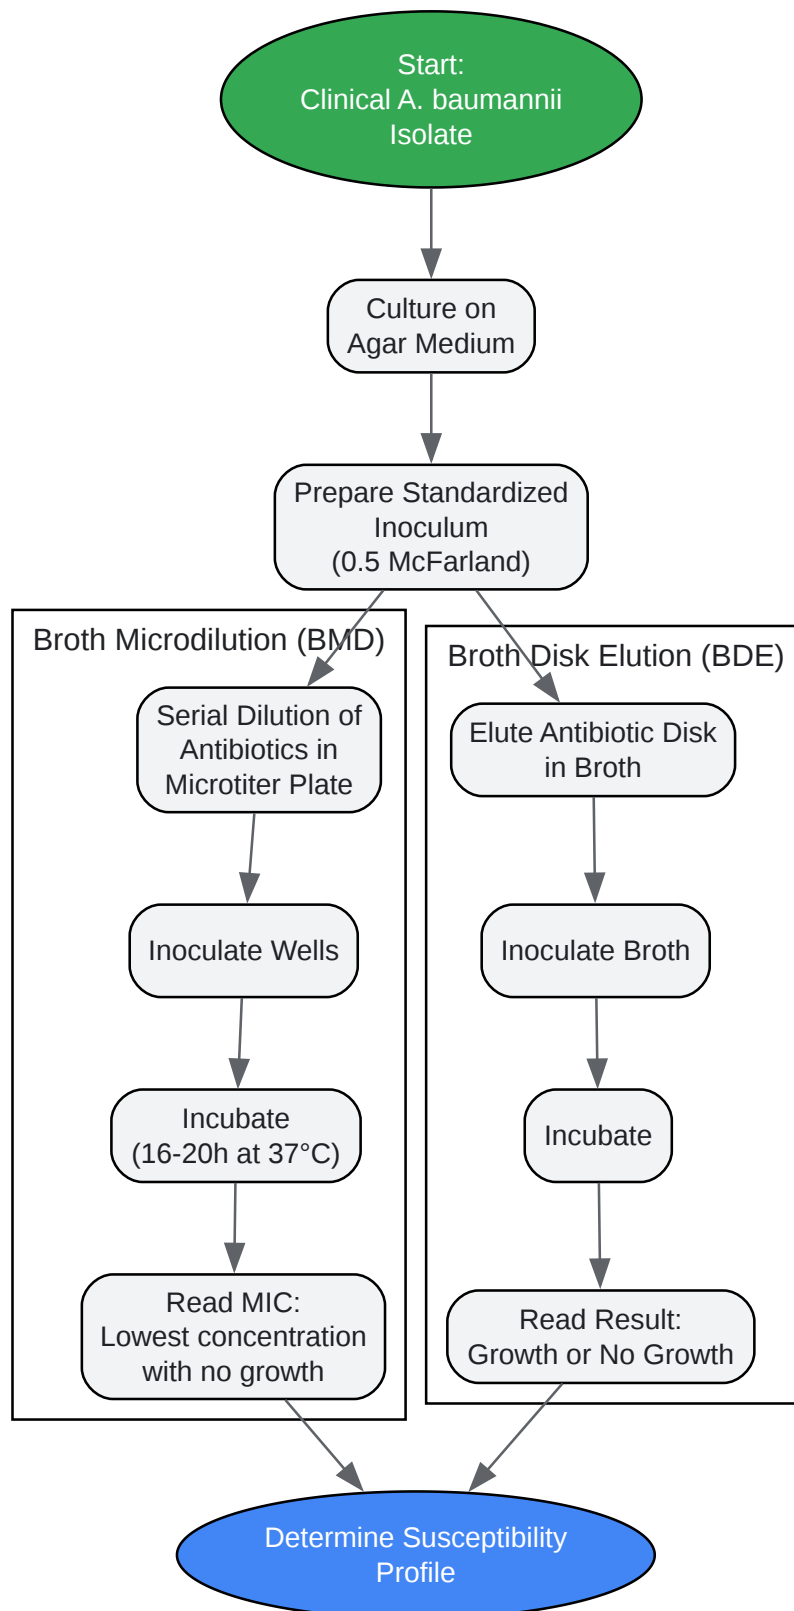 Start:
Clinical A. baumannii
Isolate
Culture on
Agar Medium
Prepare Standardized
Inoculum
(0.5 McFarland)
Broth Microdilution (BMD)
Serial Dilution of
Antibiotics in
Microtiter Plate
Inoculate Wells
Incubate
(16-20h at 37°C)
Read MIC:
Lowest concentration
with no growth
Broth Disk Elution (BDE)
Elute Antibiotic Disk
in Broth
Inoculate Broth
Incubate
Read Result:
Growth or No Growth
Determine Susceptibility
Profile